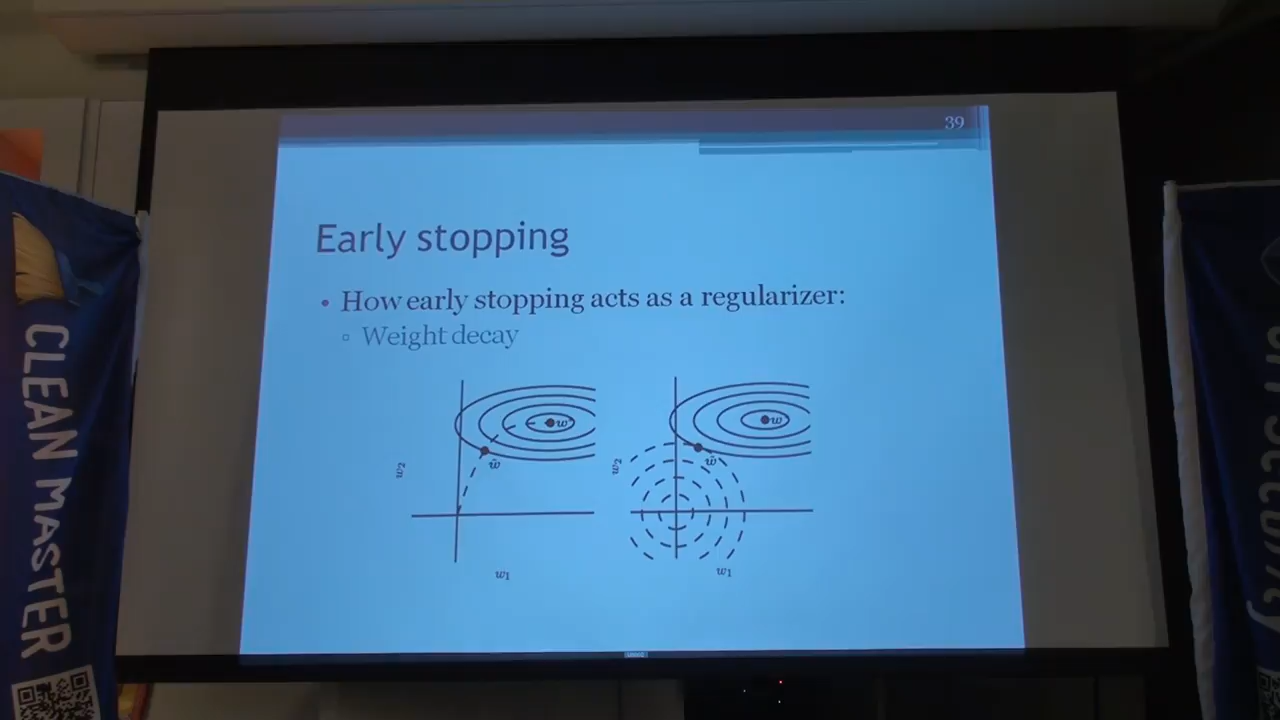 39
Early stopping
• How early stopping acts as a regularizer:
▫ Weight decay
w
w̃
w₂
w₁
w
w̃
w₂
w₁
CLEAN MASTER